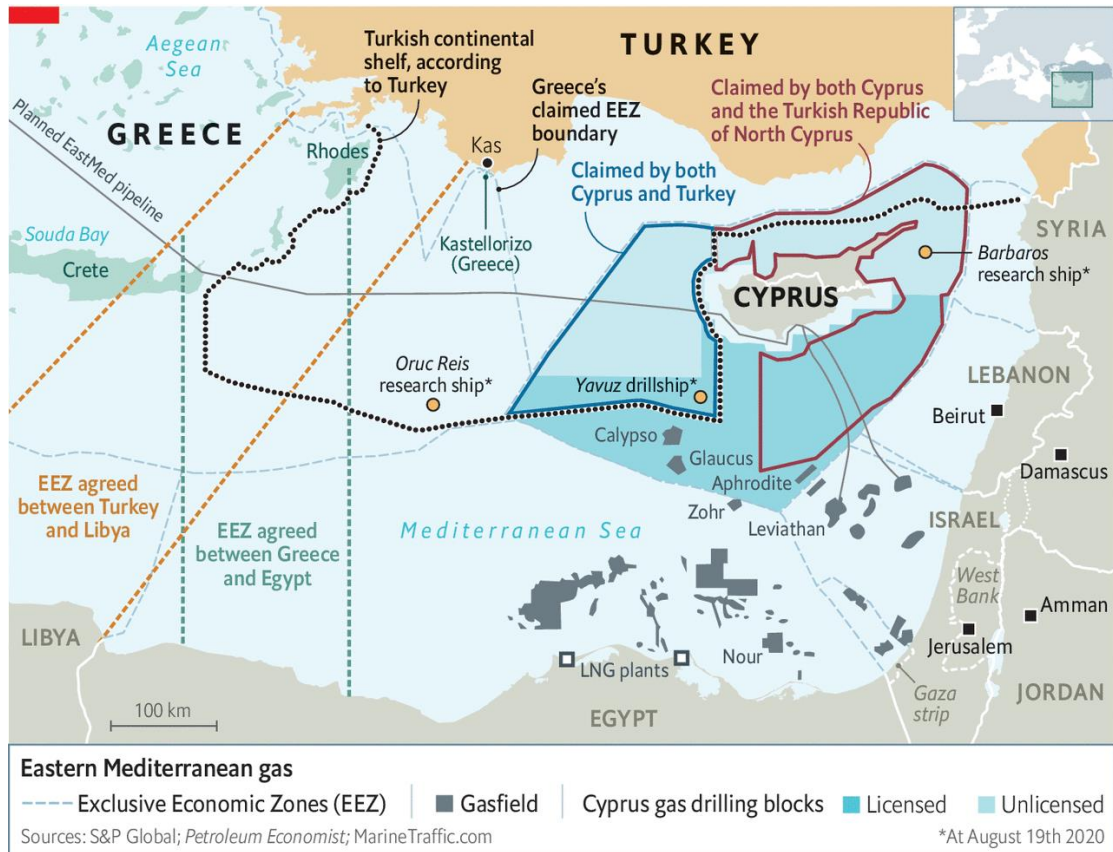 Aegean
Sea
Turkish continental
shelf, according
to Turkey
TURKEY
Greece's
claimed EEZ
boundary
Claimed by both Cyprus
and the Turkish Republic
of North Cyprus
GREECE
Planned EastMed pipeline
Rhodes
Kas
Claimed by both
Cyprus and Turkey
Kastellorizo
(Greece)
Souda Bay
Crete
SYRIA
Barbaros
research ship*
CYPRUS
Oruc Reis
research ship*
Yavuz drillship*
LEBANON
Beirut
Calypso
Glaucus
Aphrodite
Damascus
Zohr
Leviathan
EEZ agreed
between Turkey
and Libya
EEZ agreed
between Greece
and Egypt
Mediterranean Sea
ISRAEL
West
Bank
Amman
Jerusalem
LIBYA
Nour
LNG plants
Gaza
strip
JORDAN
EGYPT
100 km
Eastern Mediterranean gas
Exclusive Economic Zones (EEZ)
Gasfield
Cyprus gas drilling blocks
Licensed
Unlicensed
Sources: S&P Global; Petroleum Economist; MarineTraffic.com
*At August 19th 2020